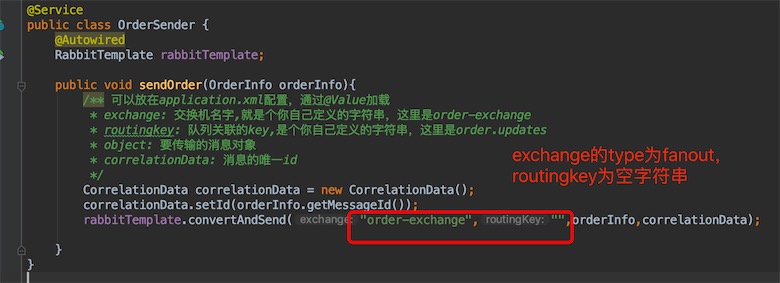 @Service
public class OrderSender {
@Autowired
RabbitTemplate rabbitTemplate;
public void sendOrder(OrderInfo orderInfo){
/** 可以放在application.xml配置，通过@Value加载
* exchange: 交换机名字,就是个你自己定义的字符串，这里是order-exchange
* routingkey: 队列关联的key,是个你自己定义的字符串，这里是order.updates
* object: 要传输的消息对象
* correlationData: 消息的唯一id
*/
exchange的type为fanout,
routingkey为空字符串
CorrelationData correlationData = new CorrelationData();
correlationData.setId(orderInfo.getMessageId());
rabbitTemplate.convertAndSend( exchange: "order-exchange", routingKey: "",orderInfo,correlationData);
}
}